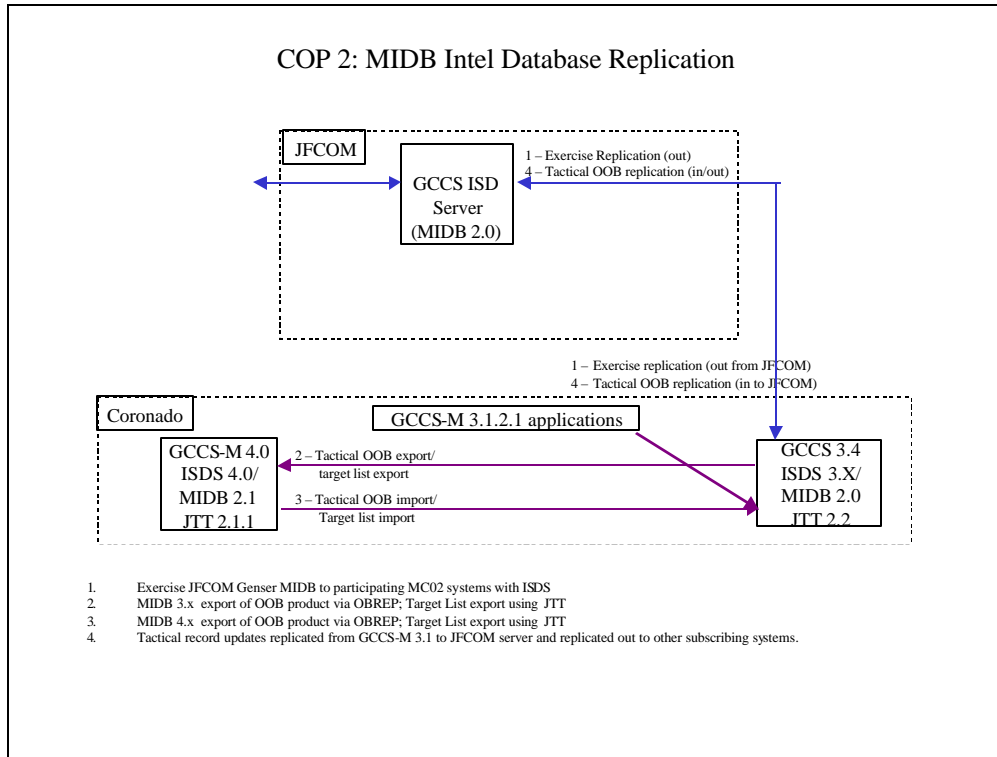 COP 2: MIDB Intel Database Replication
JFCOM
GCCS ISD
Server
(MIDB 2.0)
1 – Exercise Replication (out)
4 – Tactical OOB replication (in/out)
1 – Exercise replication (out from JFCOM)
4 – Tactical OOB replication (in to JFCOM)
Coronado
GCCS-M 3.1.2.1 applications
GCCS-M 4.0
ISDS 4.0/
MIDB 2.1
JTT 2.1.1
2 – Tactical OOB export/
target list export
3 – Tactical OOB import/
Target list import
GCCS 3.4
ISDS 3.X/
MIDB 2.0
JTT 2.2
1. Exercise JFCOM Genser MIDB to participating MC02 systems with ISDS
2. MIDB 3.x export of OOB product via OBREP; Target List export using JTT
3. MIDB 4.x export of OOB product via OBREP; Target List export using JTT
4. Tactical record updates replicated from GCCS-M 3.1 to JFCOM server and replicated out to other subscribing systems.